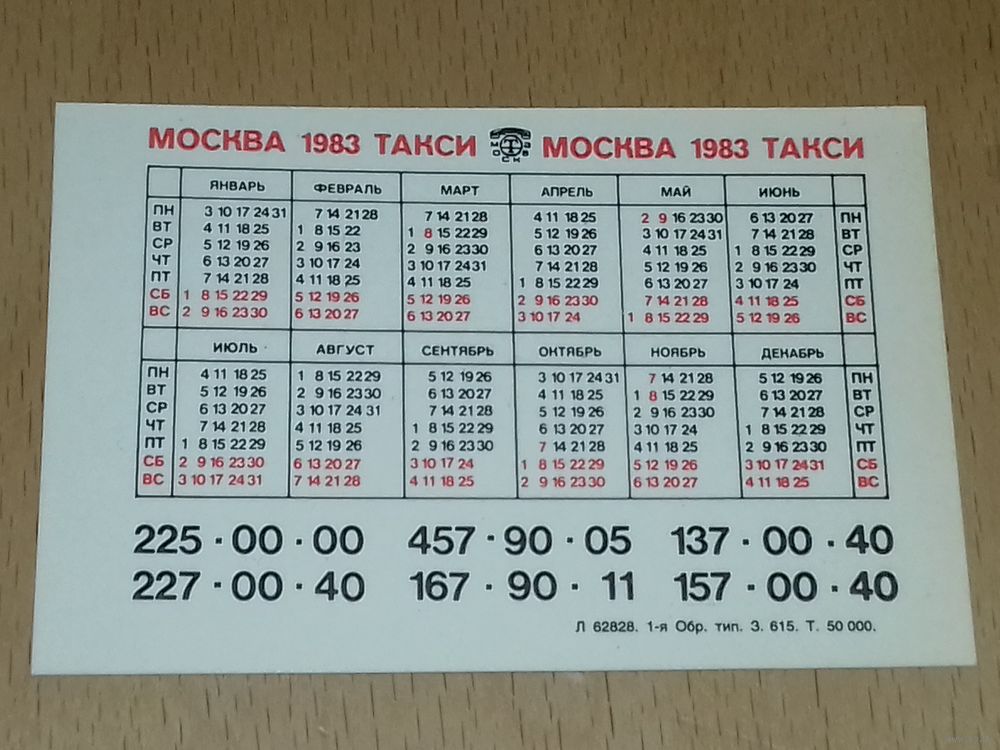 МОСКВА 1983 ТАКСИ МОСКВА 1983 ТАКСИ
ЯНВАРЬ ФЕВРАЛЬ МАРТ АПРЕЛЬ МАЙ ИЮНЬ
ПН 3 10 17 24 31 7 14 21 28 7 14 21 28 4 11 18 25 2 9 16 23 30 6 13 20 27 ПН
ВТ 4 11 18 25 1 8 15 22 1 8 15 22 29 5 12 19 26 3 10 17 24 31 7 14 21 28 ВТ
СР 5 12 19 26 2 9 16 23 2 9 16 23 30 6 13 20 27 4 11 18 25 1 8 15 22 29 СР
ЧТ 6 13 20 27 3 10 17 24 3 10 17 24 31 7 14 21 28 5 12 19 26 2 9 16 23 30 ЧТ
ПТ 7 14 21 28 4 11 18 25 4 11 18 25 1 8 15 22 29 6 13 20 27 3 10 17 24 ПТ
СБ 1 8 15 22 29 5 12 19 26 5 12 19 26 2 9 16 23 30 7 14 21 28 4 11 18 25 СБ
ВС 2 9 16 23 30 6 13 20 27 6 13 20 27 3 10 17 24 1 8 15 22 29 5 12 19 26 ВС
ИЮЛЬ АВГУСТ СЕНТЯБРЬ ОКТЯБРЬ НОЯБРЬ ДЕКАБРЬ
ПН 4 11 18 25 1 8 15 22 29 5 12 19 26 3 10 17 24 31 7 14 21 28 5 12 19 26 ПН
ВТ 5 12 19 26 2 9 16 23 30 6 13 20 27 4 11 18 25 1 8 15 22 29 6 13 20 27 ВТ
СР 6 13 20 27 3 10 17 24 31 7 14 21 28 5 12 19 26 2 9 16 23 30 7 14 21 28 СР
ЧТ 7 14 21 28 4 11 18 25 1 8 15 22 29 6 13 20 27 3 10 17 24 1 8 15 22 29 ЧТ
ПТ 1 8 15 22 29 5 12 19 26 2 9 16 23 30 7 14 21 28 4 11 18 25 2 9 16 23 30 ПТ
СБ 2 9 16 23 30 6 13 20 27 3 10 17 24 1 8 15 22 29 5 12 19 26 3 10 17 24 31 СБ
ВС 3 10 17 24 31 7 14 21 28 4 11 18 25 2 9 16 23 30 6 13 20 27 4 11 18 25 ВС
225·00·00 457·90·05 137·00·40
227·00·40 167·90·11 157·00·40
Л 62828. 1-я Обр. тип. З. 615. Т. 50 000.